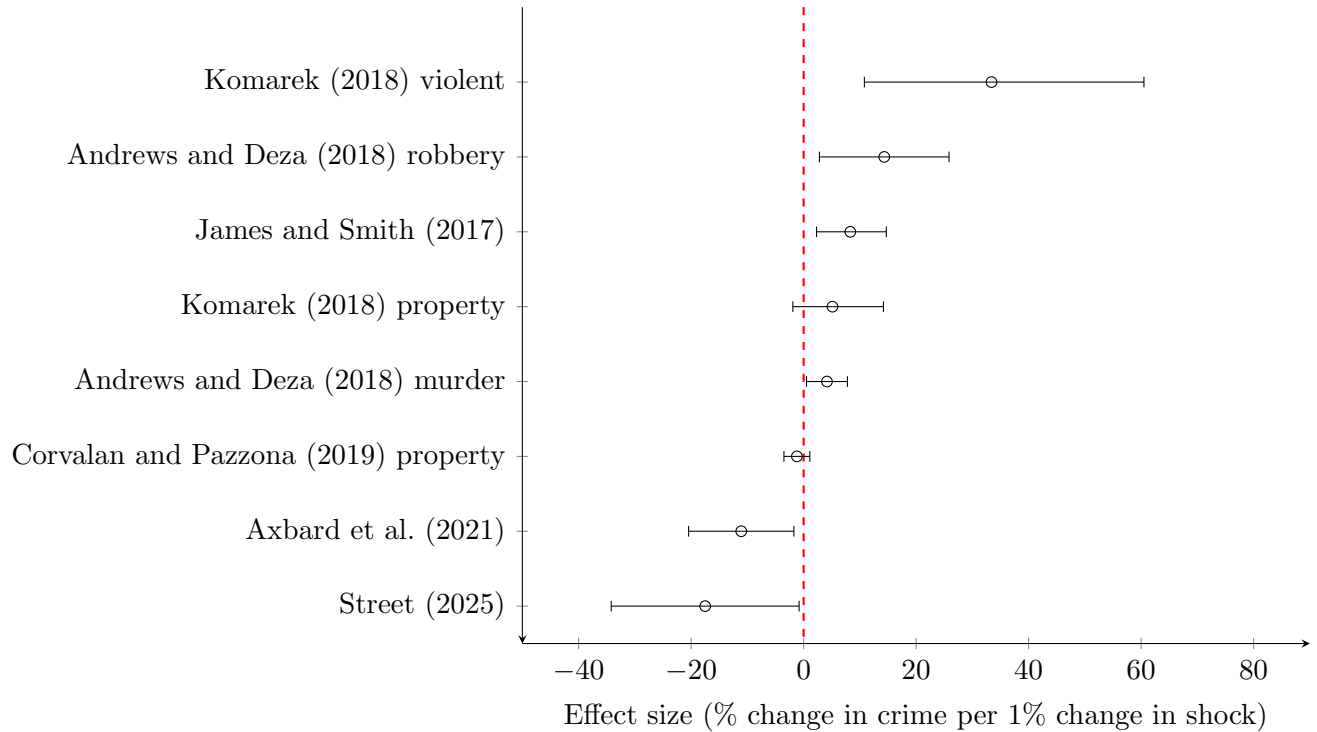 Komarek (2018) violent
Andrews and Deza (2018) robbery
James and Smith (2017)
Komarek (2018) property
Andrews and Deza (2018) murder
Corvalan and Pazzona (2019) property
Axbard et al. (2021)
Street (2025)
−40 −20 0 20 40 60 80
Effect size (% change in crime per 1% change in shock)